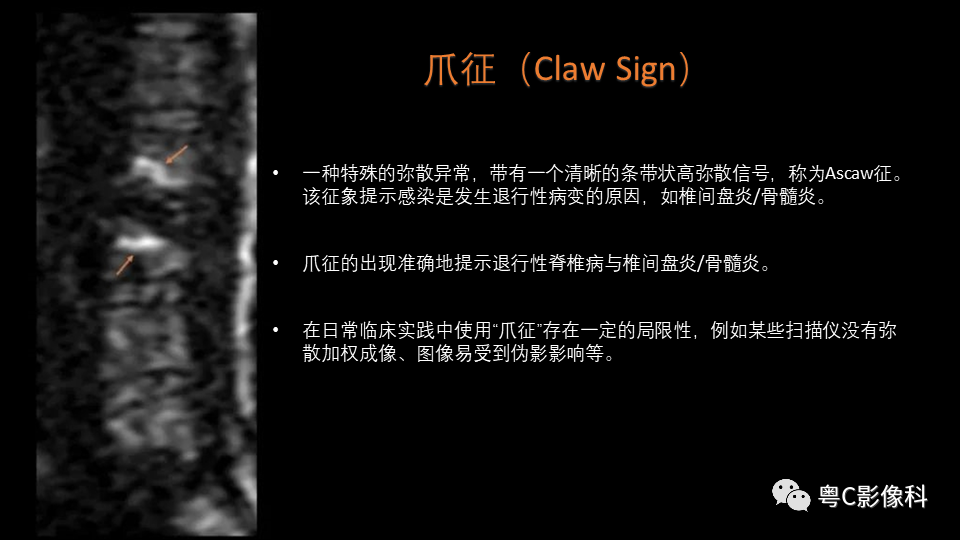 爪征（Claw Sign）
• 一种特殊的弥散异常，带有一个清晰的条带状高弥散信号，称为Ascaw征。
该征象提示感染是发生退行性病变的原因，如椎间盘炎/骨髓炎。
• 爪征的出现准确地提示退行性脊椎病与椎间盘炎/骨髓炎。
• 在日常临床实践中使用“爪征”存在一定的局限性，例如某些扫描仪没有弥
散加权成像、图像易受到伪影影响等。
粤C影像科